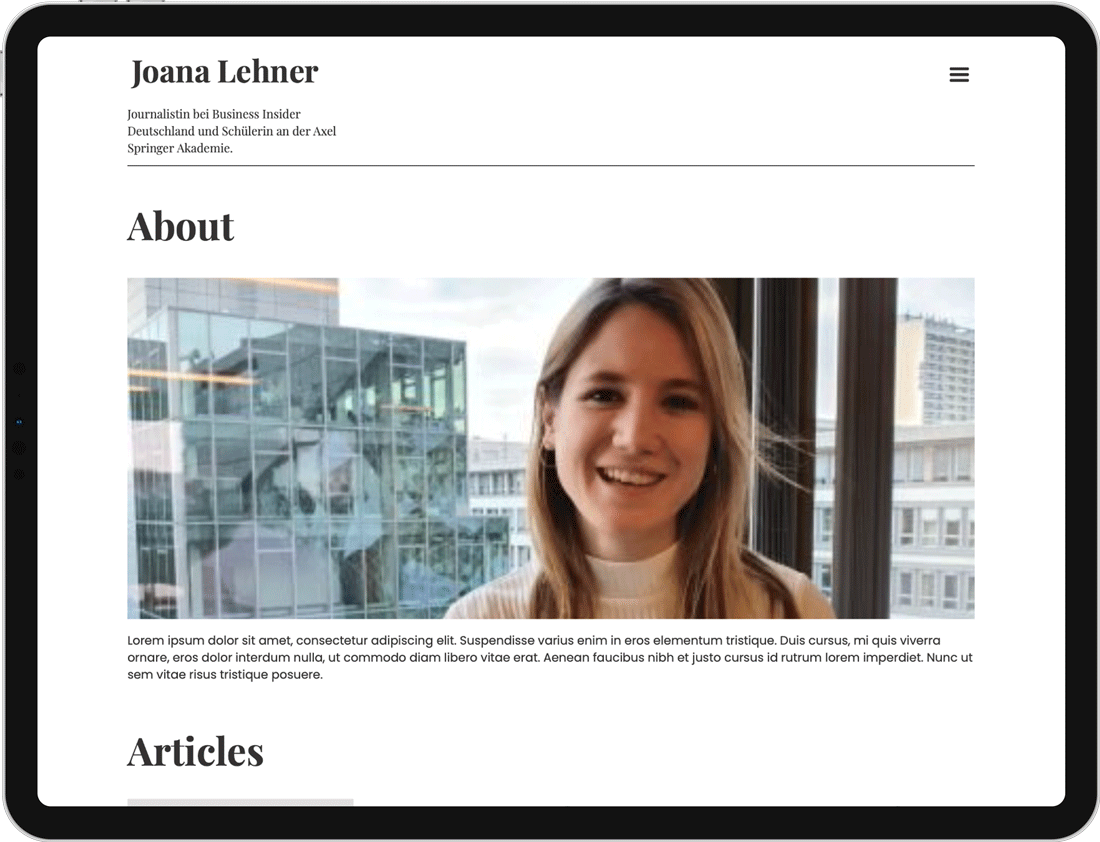 Joana Lehner
Journalistin bei Business Insider
Deutschland und Schülerin an der Axel
Springer Akademie.
About
Lorem ipsum dolor sit amet, consectetur adipiscing elit. Suspendisse varius enim in eros elementum tristique. Duis cursus, mi quis viverra
ornare, eros dolor interdum nulla, ut commodo diam libero vitae erat. Aenean faucibus nibh et justo cursus id rutrum lorem imperdiet. Nunc ut
sem vitae risus tristique posuere.
Articles